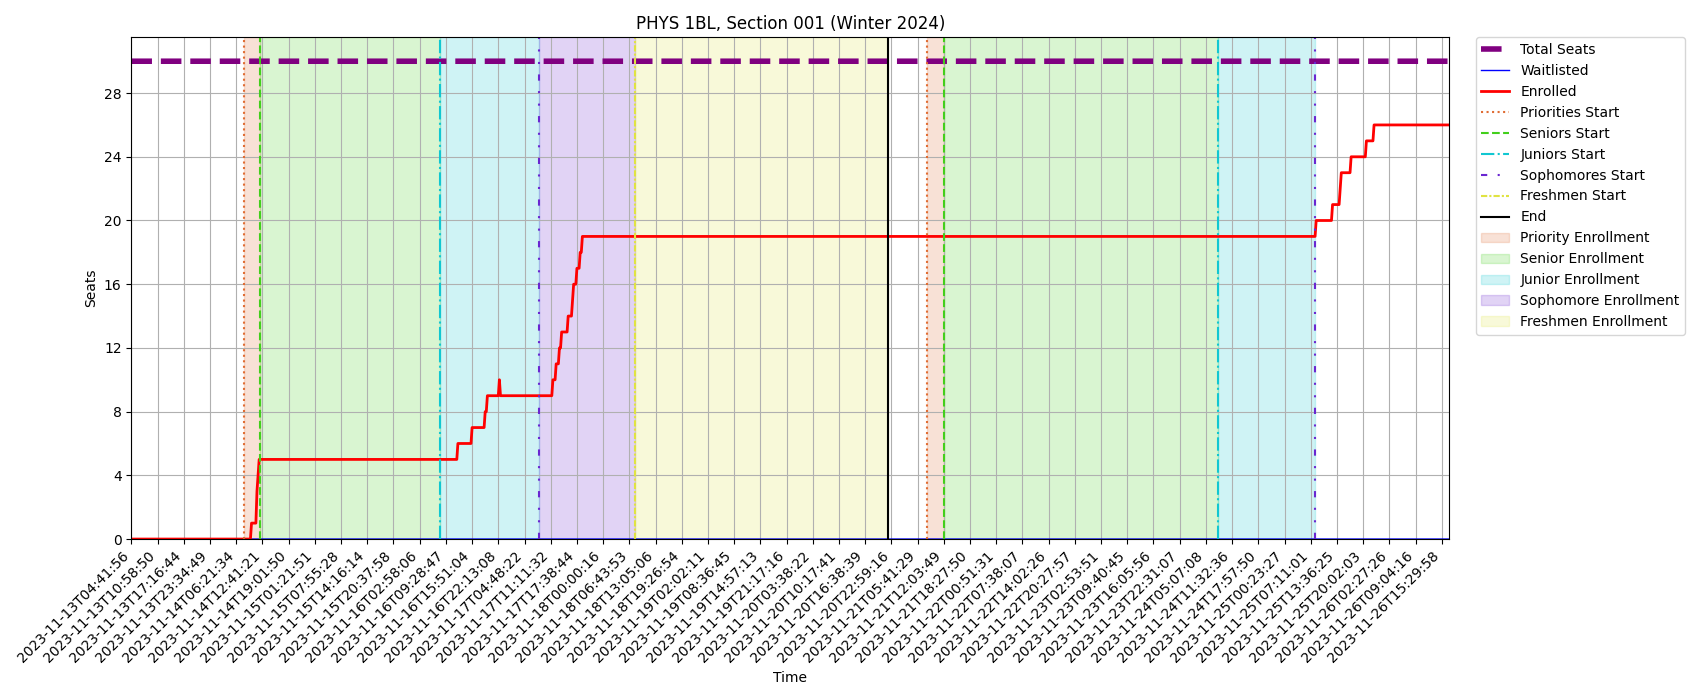 PHYS 1BL, Section 001 (Winter 2024)
Seats
28
24
20
16
12
8
4
0
2023-11-13T04:41:56
2023-11-13T10:58:50
2023-11-13T17:16:44
2023-11-13T23:34:49
2023-11-14T06:21:34
2023-11-14T12:41:21
2023-11-14T19:01:50
2023-11-15T01:21:51
2023-11-15T07:55:28
2023-11-15T14:16:14
2023-11-15T20:37:58
2023-11-16T02:58:06
2023-11-16T09:28:47
2023-11-16T15:51:04
2023-11-16T22:13:08
2023-11-17T04:48:22
2023-11-17T11:11:32
2023-11-17T17:38:44
2023-11-18T00:00:16
2023-11-18T06:43:53
2023-11-18T13:05:06
2023-11-18T19:26:54
2023-11-19T02:02:11
2023-11-19T08:36:45
2023-11-19T14:57:13
2023-11-19T21:17:16
2023-11-20T03:38:22
2023-11-20T10:17:41
2023-11-20T16:38:39
2023-11-20T22:59:16
2023-11-21T05:41:29
2023-11-21T12:03:49
2023-11-21T18:27:50
2023-11-22T00:51:31
2023-11-22T07:38:07
2023-11-22T14:02:26
2023-11-22T20:27:57
2023-11-23T02:53:51
2023-11-23T09:40:45
2023-11-23T16:05:56
2023-11-23T22:31:07
2023-11-24T05:07:08
2023-11-24T11:32:36
2023-11-24T17:57:50
2023-11-25T00:23:27
2023-11-25T07:11:01
2023-11-25T13:36:25
2023-11-25T20:02:03
2023-11-26T02:27:26
2023-11-26T09:04:16
2023-11-26T15:29:58
Time
Total Seats
Waitlisted
Enrolled
Priorities Start
Seniors Start
Juniors Start
Sophomores Start
Freshmen Start
End
Priority Enrollment
Senior Enrollment
Junior Enrollment
Sophomore Enrollment
Freshmen Enrollment